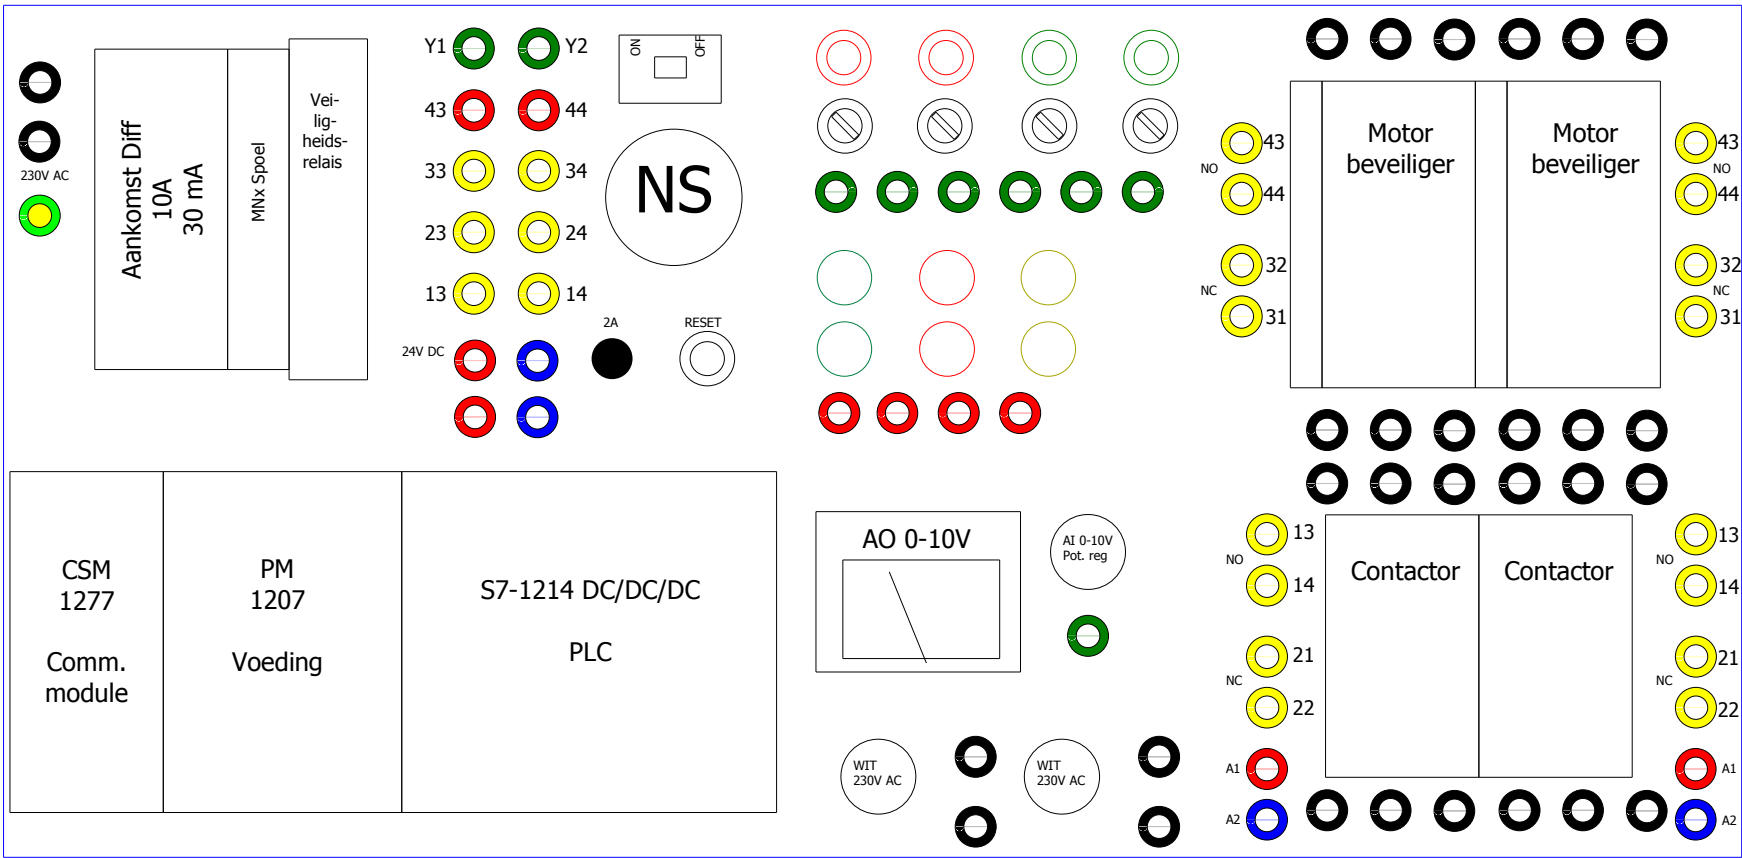 230V AC
Aankomst Diff
10A
30 mA
MNx Spoel
Vei-
lig-
heids-
relais
Y1 Y2
43 44
33 34
23 24
13 14
24V DC
ON OFF
NS
2A RESET
Motor
beveiliger
Motor
beveiliger
43
NO
44
32
NC
31
43
NO
44
32
NC
31
CSM
1277
Comm.
module
PM
1207
Voeding
S7-1214 DC/DC/DC
PLC
AO 0-10V
AI 0-10V
Pot. reg
WIT
230V AC
WIT
230V AC
Contactor Contactor
13
NO
14
21
NC
22
A1
A2
13
NO
14
21
NC
22
A1
A2